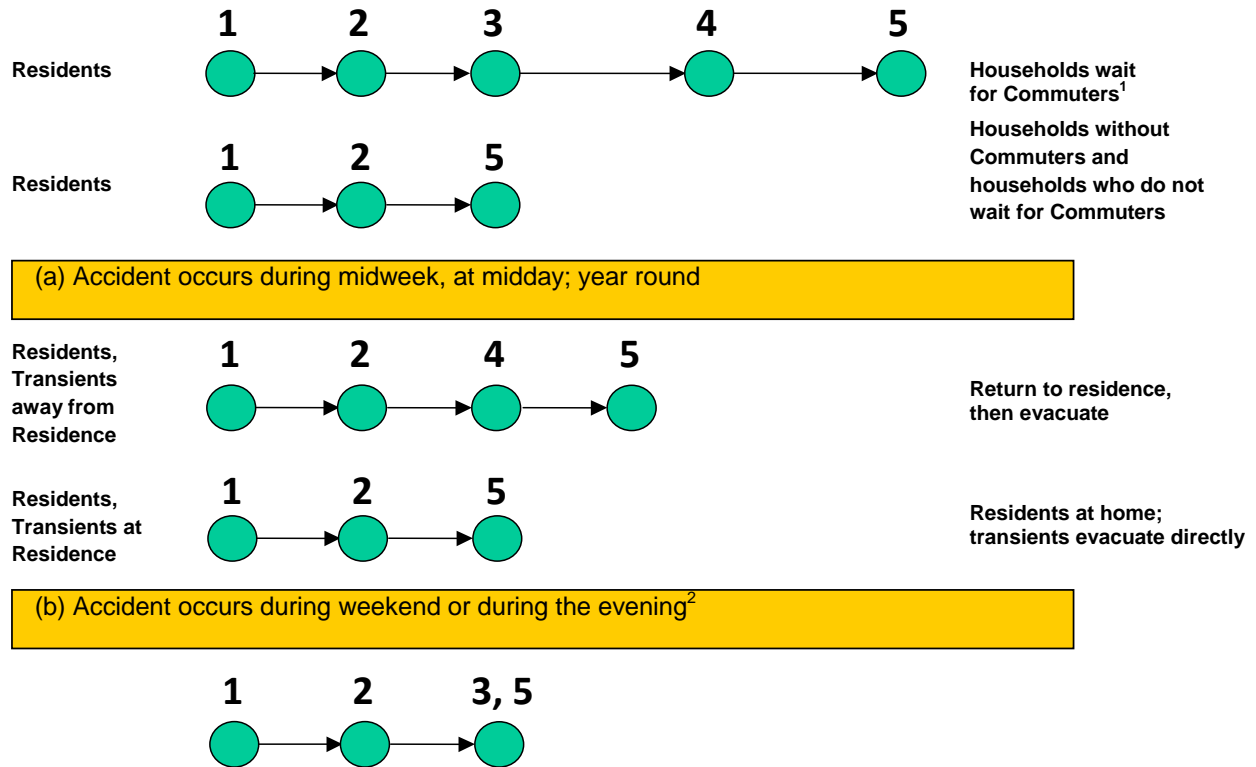 1 2 3 4 5
Residents
Households wait
for Commuters1
1 2 5
Residents
Households without
Commuters and
households who do not
wait for Commuters
(a) Accident occurs during midweek, at midday; year round
Residents,
Transients
away from
Residence
1 2 4 5
Return to residence,
then evacuate
Residents,
Transients at
Residence
1 2 5
Residents at home;
transients evacuate directly
(b) Accident occurs during weekend or during the evening2
1 2 3, 5